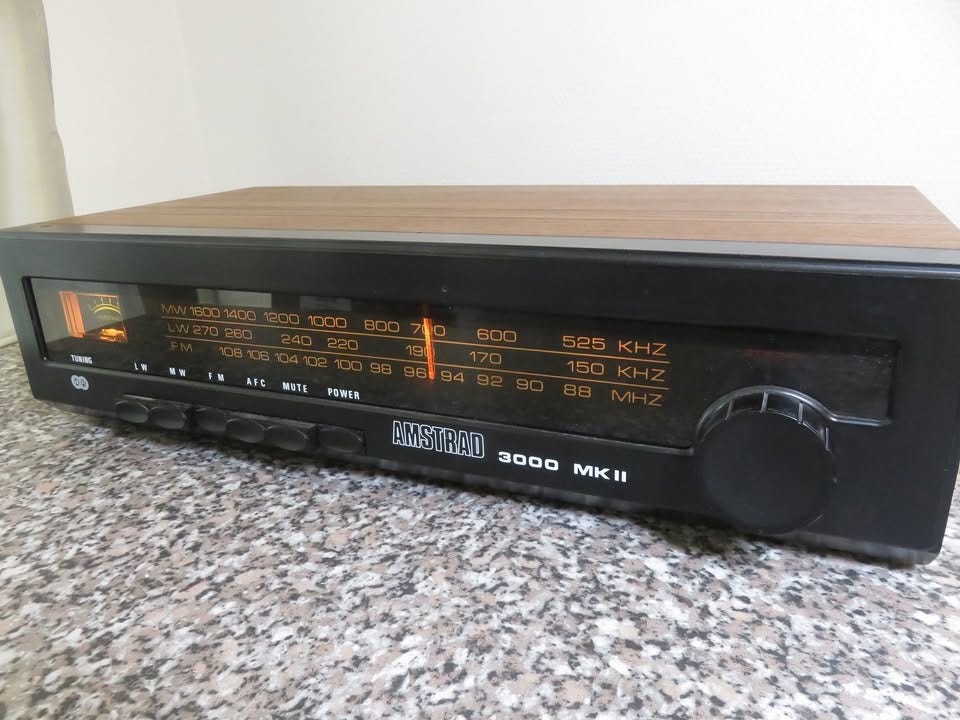 MW 1600 1400 1200 1000 800 700 600 525 KHZ
LW 270 260 240 220 190 170 150 KHZ
FM 108 106 104 102 100 98 96 94 92 90 88 MHZ
TUNING
LW MW FM AFC MUTE POWER
AMSTRAD 3000 MK II